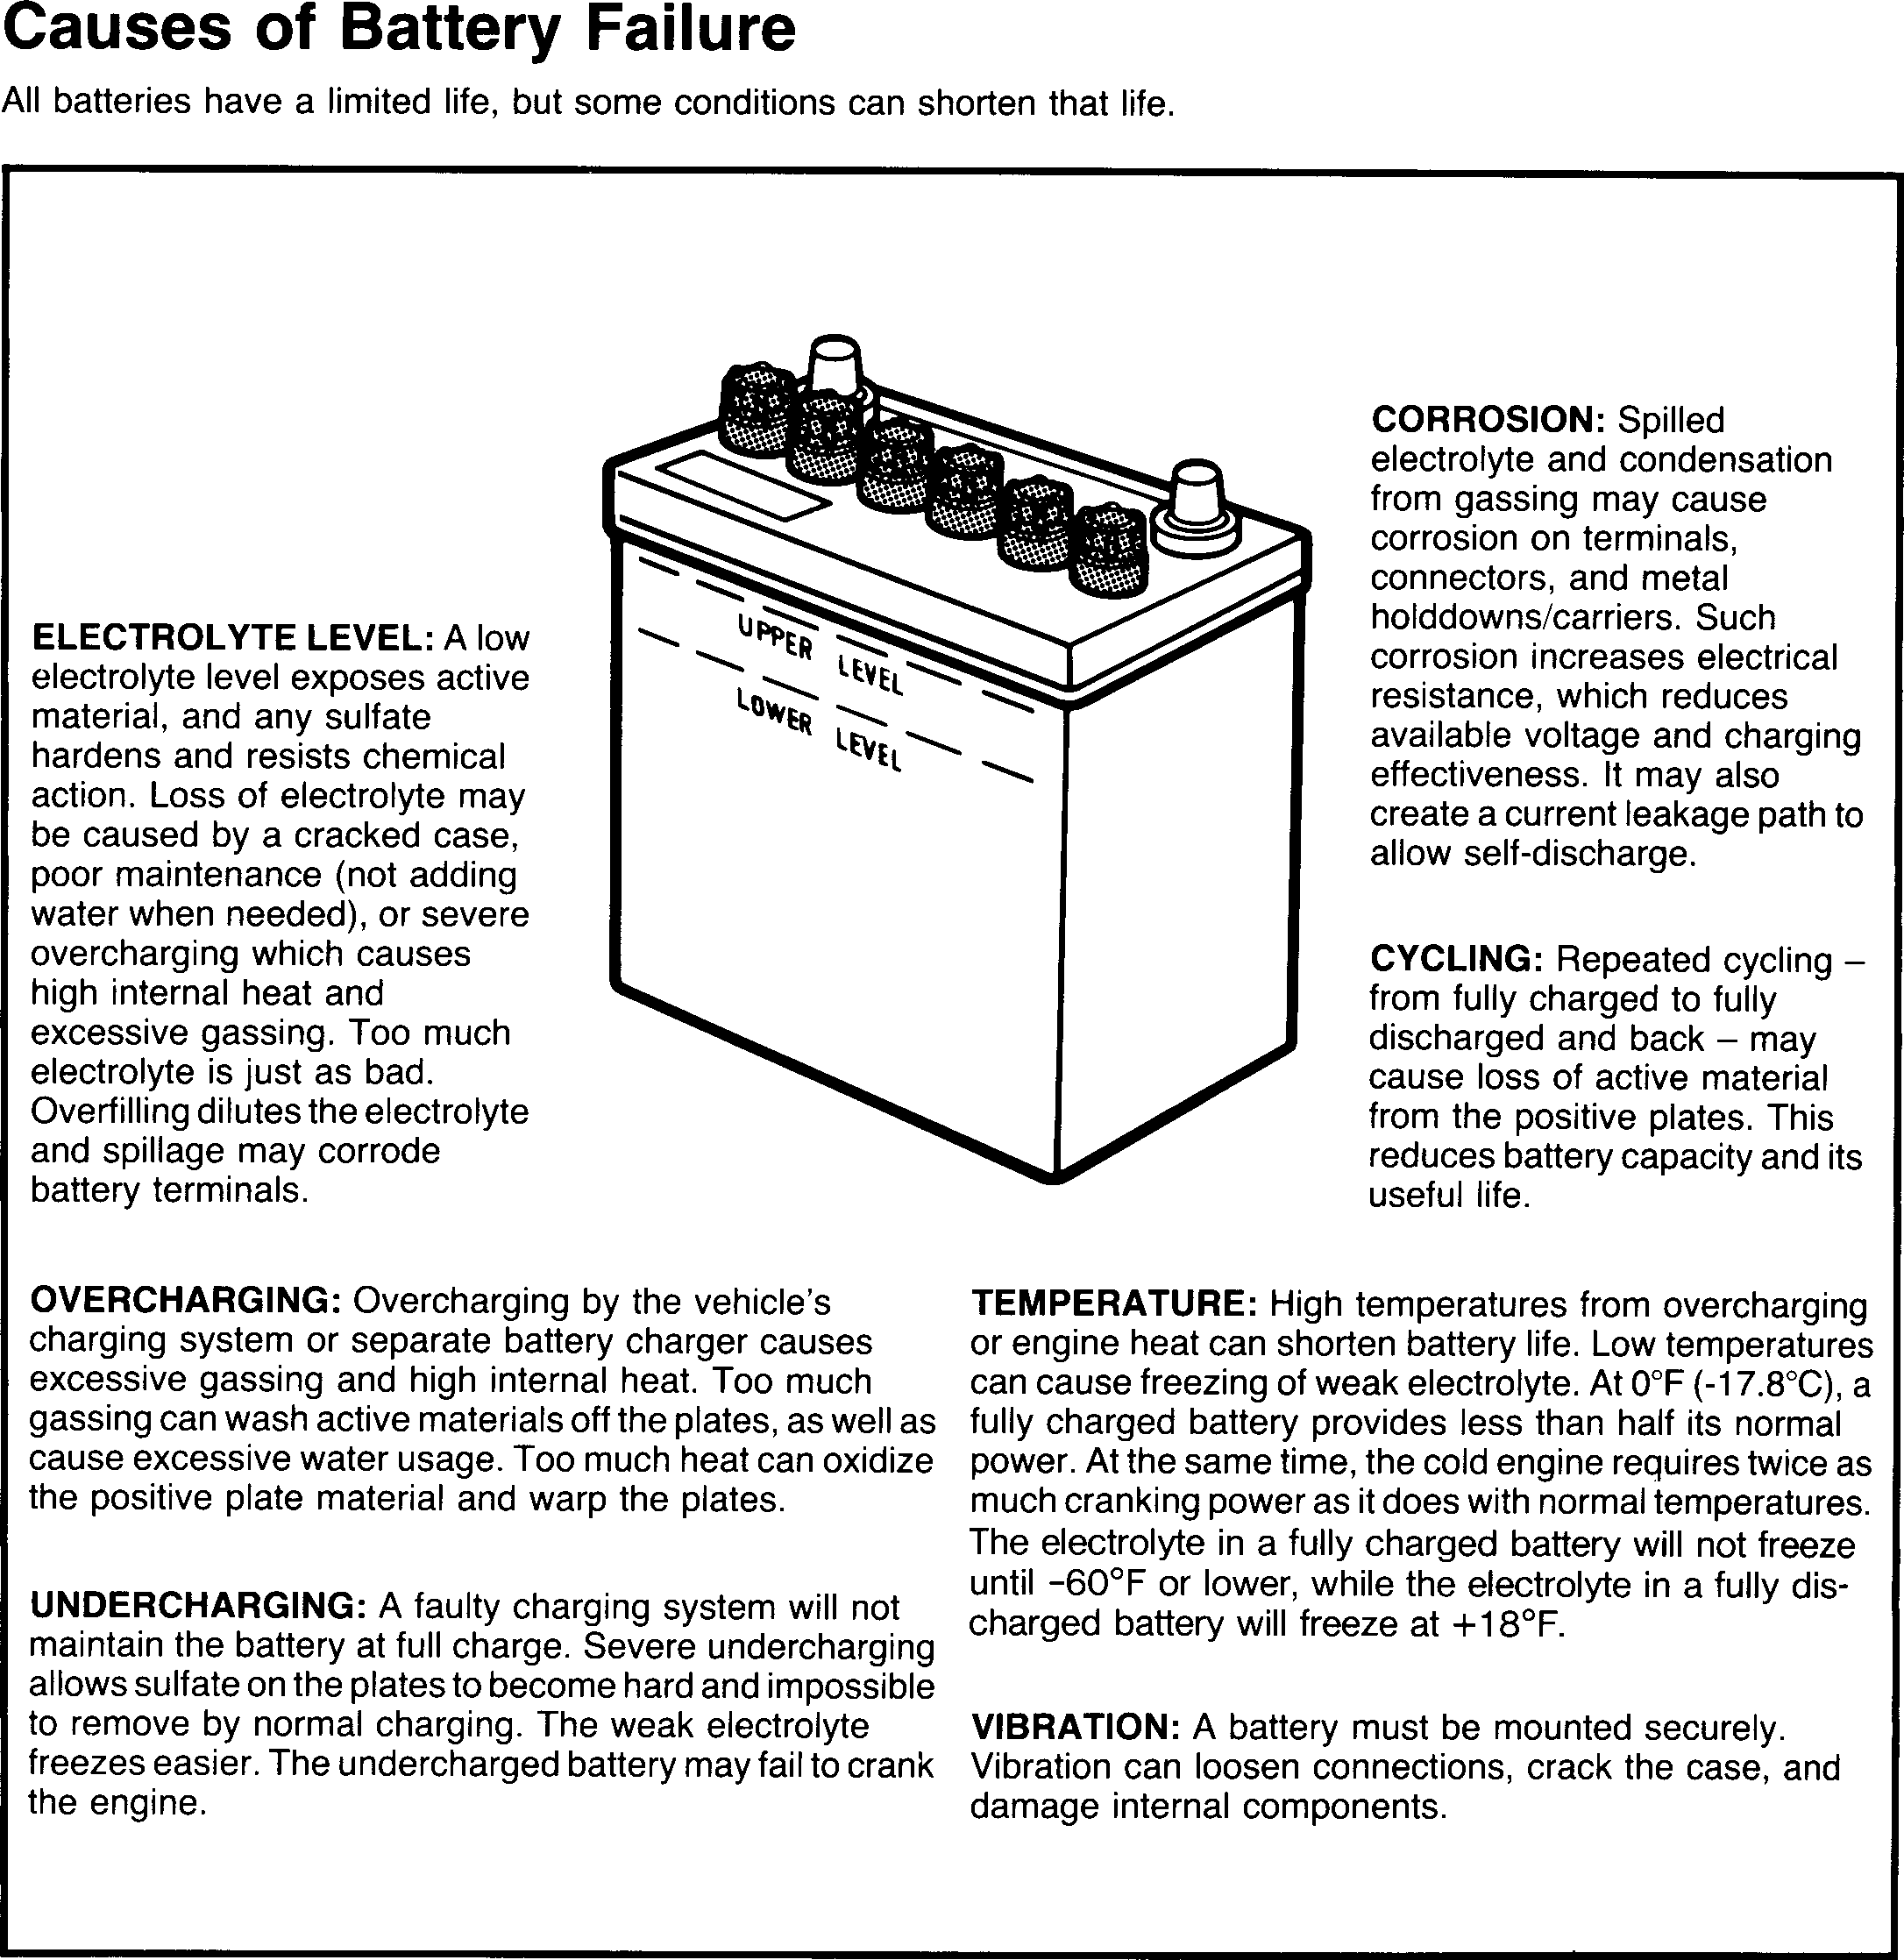 Causes of Battery Failure
All batteries have a limited life, but some conditions can shorten that life.
UPPER LEVEL
LOWER LEVEL
ELECTROLYTE LEVEL: A low
electrolyte level exposes active
material, and any sulfate
hardens and resists chemical
action. Loss of electrolyte may
be caused by a cracked case,
poor maintenance (not adding
water when needed), or severe
overcharging which causes
high internal heat and
excessive gassing. Too much
electrolyte is just as bad.
Overfilling dilutes the electrolyte
and spillage may corrode
battery terminals.
CORROSION: Spilled
electrolyte and condensation
from gassing may cause
corrosion on terminals,
connectors, and metal
holddowns/carriers. Such
corrosion increases electrical
resistance, which reduces
available voltage and charging
effectiveness. It may also
create a current leakage path to
allow self-discharge.
CYCLING: Repeated cycling –
from fully charged to fully
discharged and back – may
cause loss of active material
from the positive plates. This
reduces battery capacity and its
useful life.
OVERCHARGING: Overcharging by the vehicle's
charging system or separate battery charger causes
excessive gassing and high internal heat. Too much
gassing can wash active materials off the plates, as well as
cause excessive water usage. Too much heat can oxidize
the positive plate material and warp the plates.
UNDERCHARGING: A faulty charging system will not
maintain the battery at full charge. Severe undercharging
allows sulfate on the plates to become hard and impossible
to remove by normal charging. The weak electrolyte
freezes easier. The undercharged battery may fail to crank
the engine.
TEMPERATURE: High temperatures from overcharging
or engine heat can shorten battery life. Low temperatures
can cause freezing of weak electrolyte. At 0°F (-17.8°C), a
fully charged battery provides less than half its normal
power. At the same time, the cold engine requires twice as
much cranking power as it does with normal temperatures.
The electrolyte in a fully charged battery will not freeze
until -60°F or lower, while the electrolyte in a fully dis-
charged battery will freeze at +18°F.
VIBRATION: A battery must be mounted securely.
Vibration can loosen connections, crack the case, and
damage internal components.